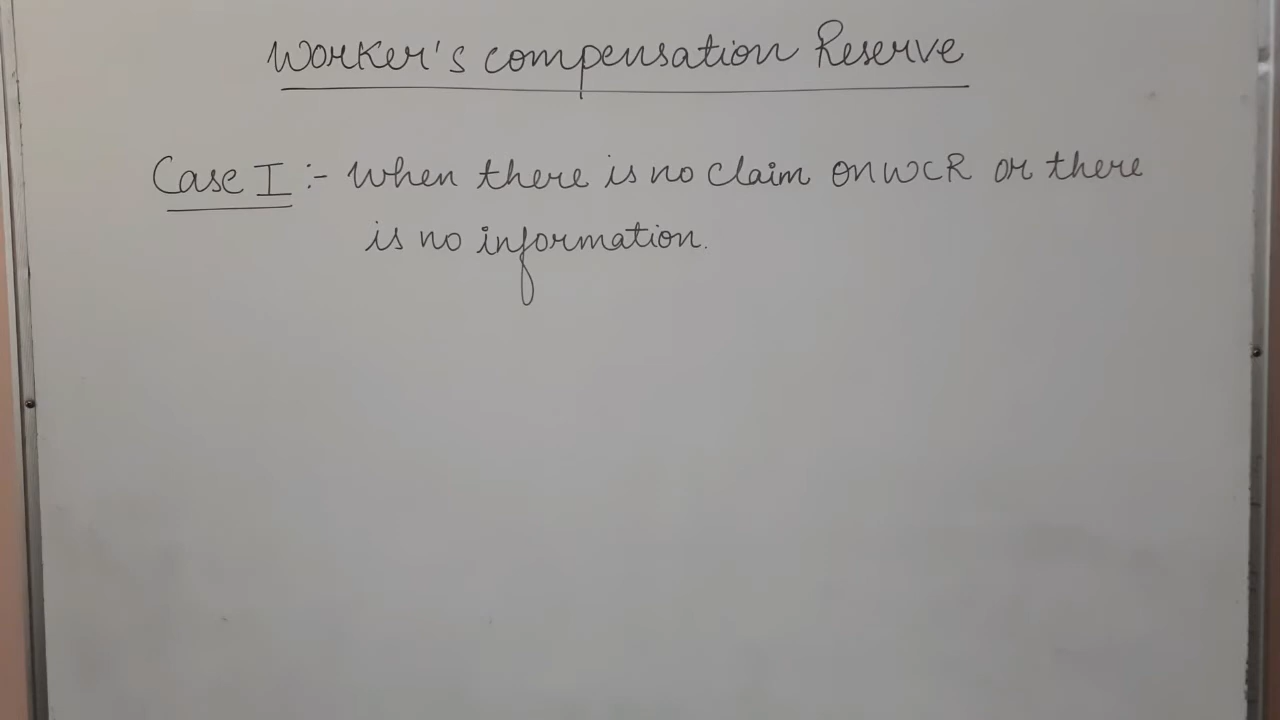 Worker's compensation Reserve
Case I :- When there is no claim on WCR or there
is no information.